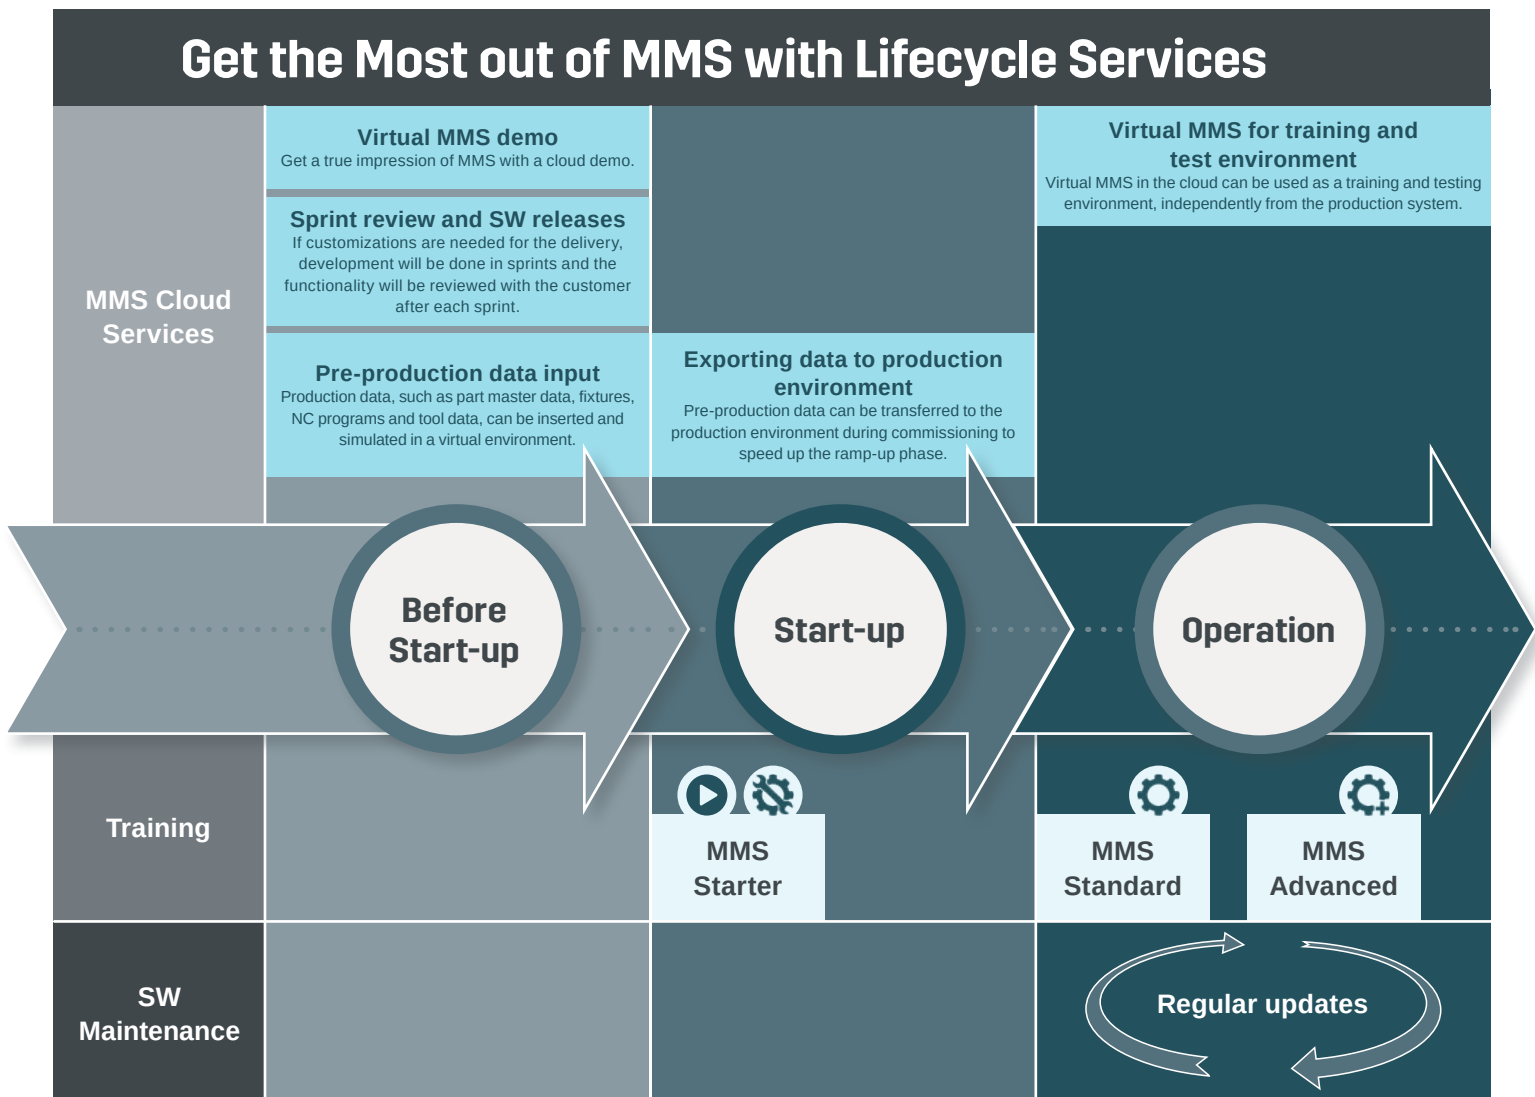 Get the Most out of MMS with Lifecycle Services
MMS Cloud
Services
Virtual MMS demo
Get a true impression of MMS with a cloud demo.
Sprint review and SW releases
If customizations are needed for the delivery,
development will be done in sprints and the
functionality will be reviewed with the customer
after each sprint.
Pre-production data input
Production data, such as part master data, fixtures,
NC programs and tool data, can be inserted and
simulated in a virtual environment.
Exporting data to production
environment
Pre-production data can be transferred to the
production environment during commissioning to
speed up the ramp-up phase.
Virtual MMS for training and
test environment
Virtual MMS in the cloud can be used as a training and testing
environment, independently from the production system.
Before
Start-up
Start-up
Operation
Training
MMS
Starter
MMS
Standard
MMS
Advanced
SW
Maintenance
Regular updates